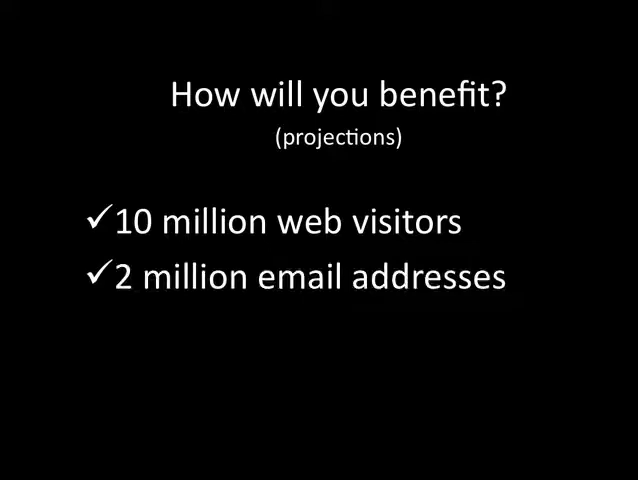 How will you benefit?
(projections)
✓10 million web visitors
✓2 million email addresses